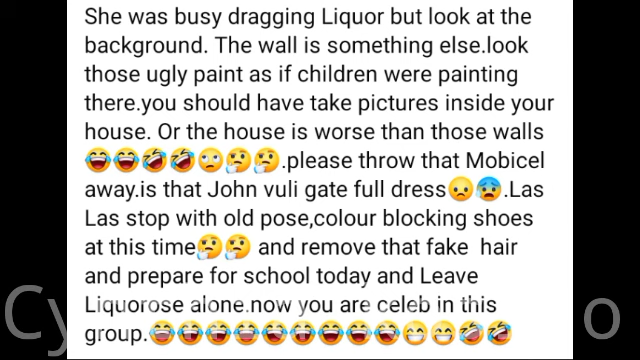 She was busy dragging Liquor but look at the
background. The wall is something else.look
those ugly paint as if children were painting
there.you should have take pictures inside your
house. Or the house is worse than those walls
😂😂🤣🤣🙄🤔🤔.please throw that Mobicel
away.is that John vuli gate full dress😞😰.Las
Las stop with old pose,colour blocking shoes
at this time🤔🤔 and remove that fake hair
and prepare for school today and Leave
Liquorose alone.now you are celeb in this
group.😂😂😂😂😂😂😂😂😂😁😁🤣🤣